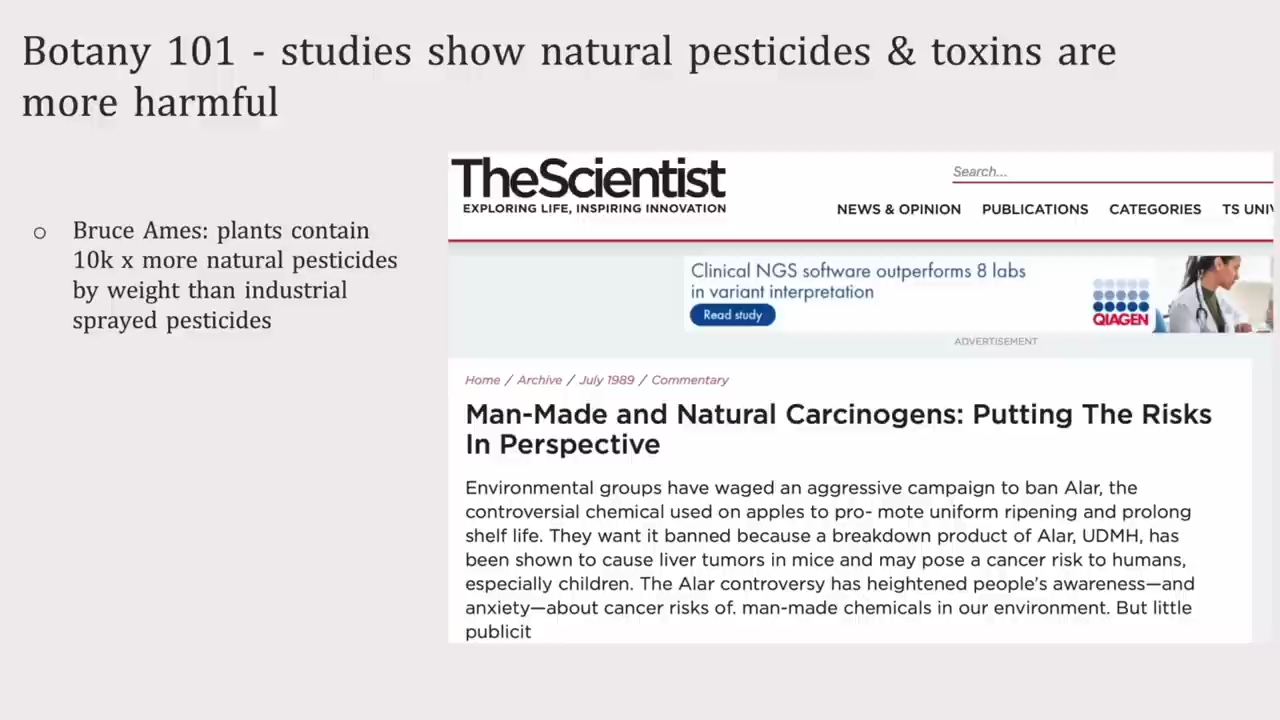 Botany 101 - studies show natural pesticides & toxins are
more harmful
○ Bruce Ames: plants contain
10k x more natural pesticides
by weight than industrial
sprayed pesticides
TheScientist
EXPLORING LIFE, INSPIRING INNOVATION
Search...
NEWS & OPINION PUBLICATIONS CATEGORIES TS UNIV
Clinical NGS software outperforms 8 labs
in variant interpretation
Read study
QIAGEN
ADVERTISEMENT
Home / Archive / July 1989 / Commentary
Man-Made and Natural Carcinogens: Putting The Risks
In Perspective
Environmental groups have waged an aggressive campaign to ban Alar, the
controversial chemical used on apples to pro- mote uniform ripening and prolong
shelf life. They want it banned because a breakdown product of Alar, UDMH, has
been shown to cause liver tumors in mice and may pose a cancer risk to humans,
especially children. The Alar controversy has heightened people's awareness—and
anxiety—about cancer risks of. man-made chemicals in our environment. But little
publicit